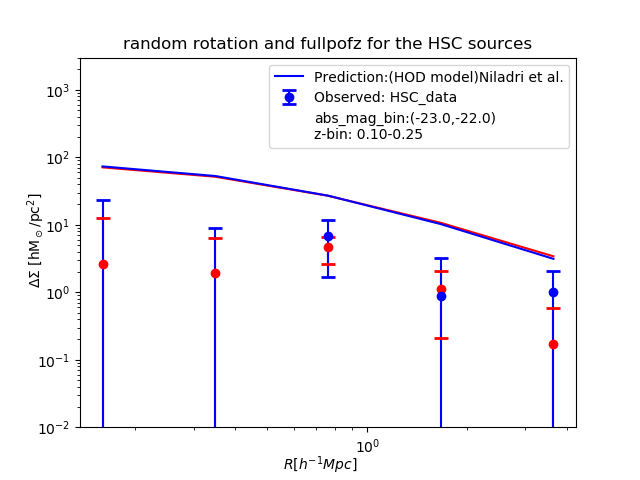 random rotation and fullpofz for the HSC sources
Prediction:(HOD model)Niladri et al.
Observed: HSC_data
abs_mag_bin:(-23.0,-22.0)
z-bin: 0.10-0.25
ΔΣ [hM⊙/pc²]
10³
10²
10¹
10⁰
10⁻¹
10⁻²
10⁰
R[h⁻¹Mpc]